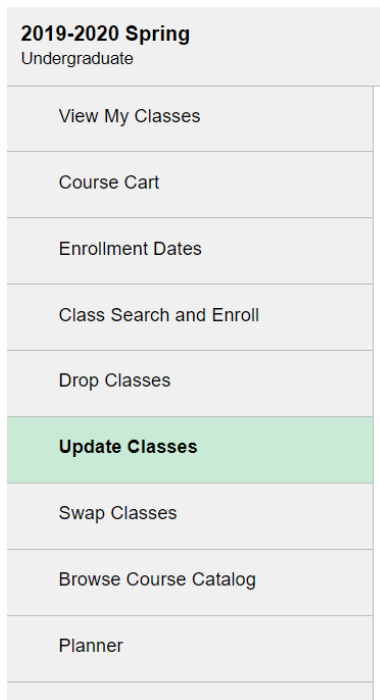 2019-2020 Spring
Undergraduate
View My Classes
Course Cart
Enrollment Dates
Class Search and Enroll
Drop Classes
Update Classes
Swap Classes
Browse Course Catalog
Planner